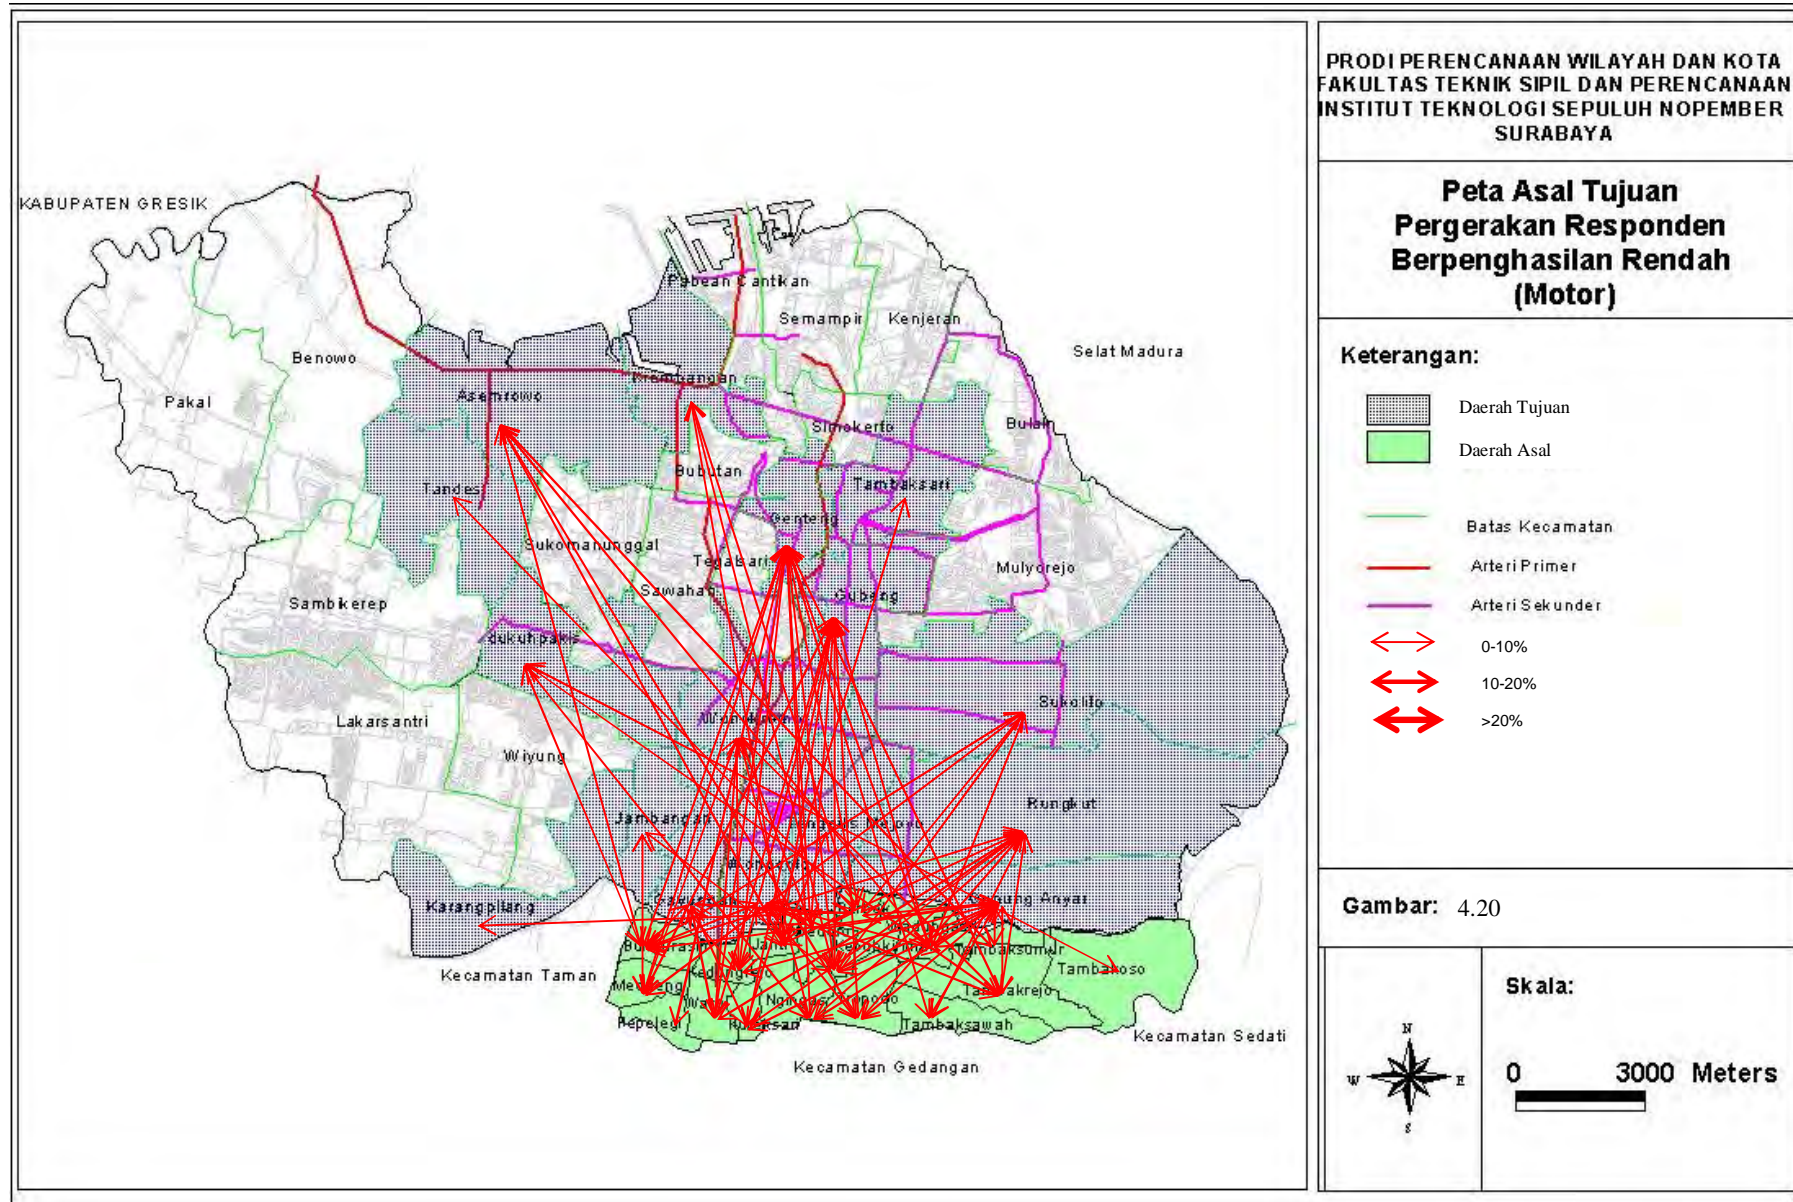 PRODI PERENCANAAN WILAYAH DAN KOTA
FAKULTAS TEKNIK SIPIL DAN PERENCANAAN
INSTITUT TEKNOLOGI SEPULUH NOPEMBER
SURABAYA
Peta Asal Tujuan
Pergerakan Responden
Berpenghasilan Rendah
(Motor)
Keterangan:
Daerah Tujuan
Daerah Asal
Batas Kecamatan
Arteri Primer
Arteri Sekunder
0-10%
10-20%
>20%
Gambar: 4.20
Skala:
N
W
E
S
0 3000 Meters
KABUPATEN GRESIK
Pabean Cantikan
Semampir
Kenjeran
Selat Madura
Benowo
Krembangan
Pakal
Asemrowo
Simokerto
Bulak
Bubutan
Tandes
Tambaksari
Genteng
Sukomanunggal
Tegalsari
Mulyorejo
Sawahan
Gubeng
Sambikerep
dukuhpakis
Lakarsantri
Sukolilo
Wiyung
Rungkut
Jambangan
Karangpilang
Gunung Anyar
Kecamatan Taman
Tambaksumur
Tambakoso
Kedungrejo
Tambakrejo
Ngingas
Tambaksawah
Kecamatan Sedati
Kecamatan Gedangan